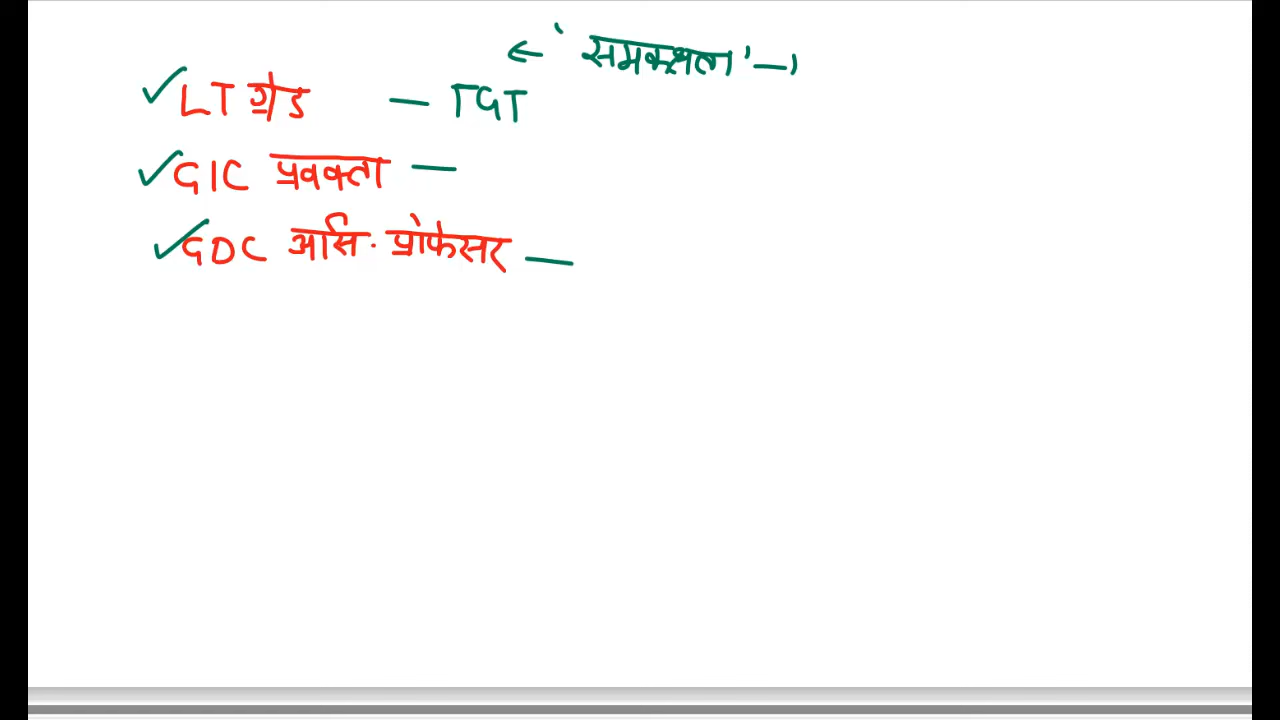 ← 'समकक्षता' →
LT ग्रेड — TGT
GIC प्रवक्ता —
GDC असि. प्रोफेसर —